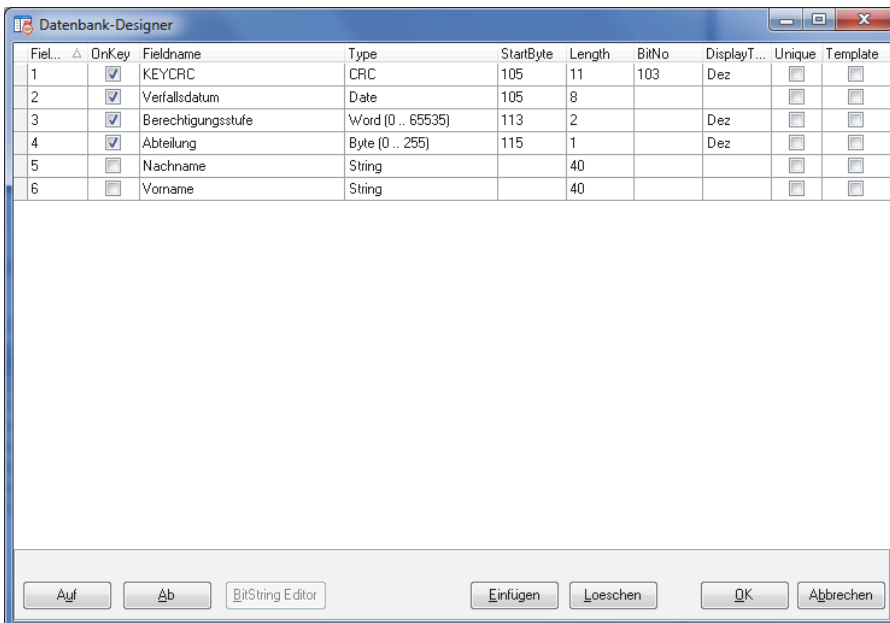 Datenbank-Designer
Fiel... OnKey Fieldname Type StartByte Length BitNo DisplayT... Unique Template
1 KEYCRC CRC 105 11 103 Dez
2 Verfallsdatum Date 105 8
3 Berechtigungsstufe Word (0 .. 65535) 113 2 Dez
4 Abteilung Byte (0 .. 255) 115 1 Dez
5 Nachname String 40
6 Vorname String 40
Auf Ab BitString Editor Einfügen Loeschen OK Abbrechen